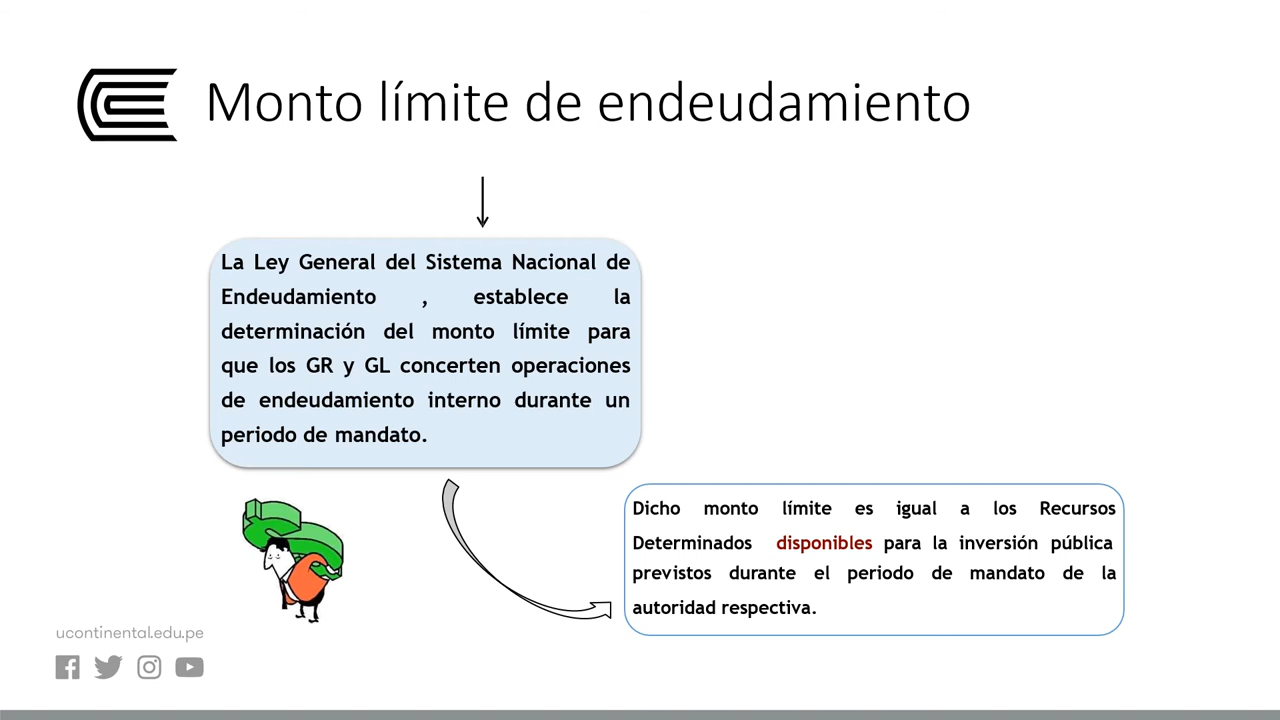 Monto límite de endeudamiento
La Ley General del Sistema Nacional de
Endeudamiento , establece la
determinación del monto límite para
que los GR y GL concerten operaciones
de endeudamiento interno durante un
periodo de mandato.
Dicho monto límite es igual a los Recursos
Determinados disponibles para la inversión pública
previstos durante el periodo de mandato de la
autoridad respectiva.
ucontinental.edu.pe